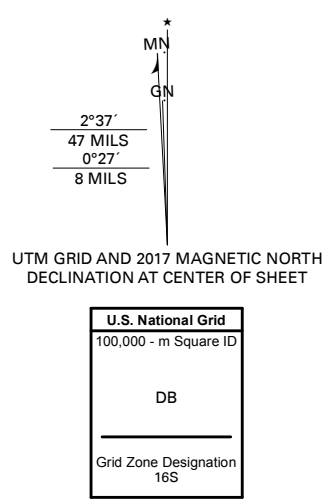 MN
GN
2°37´
47 MILS
0°27´
8 MILS
UTM GRID AND 2017 MAGNETIC NORTH
DECLINATION AT CENTER OF SHEET
U.S. National Grid
100,000 - m Square ID
DB
Grid Zone Designation
16S